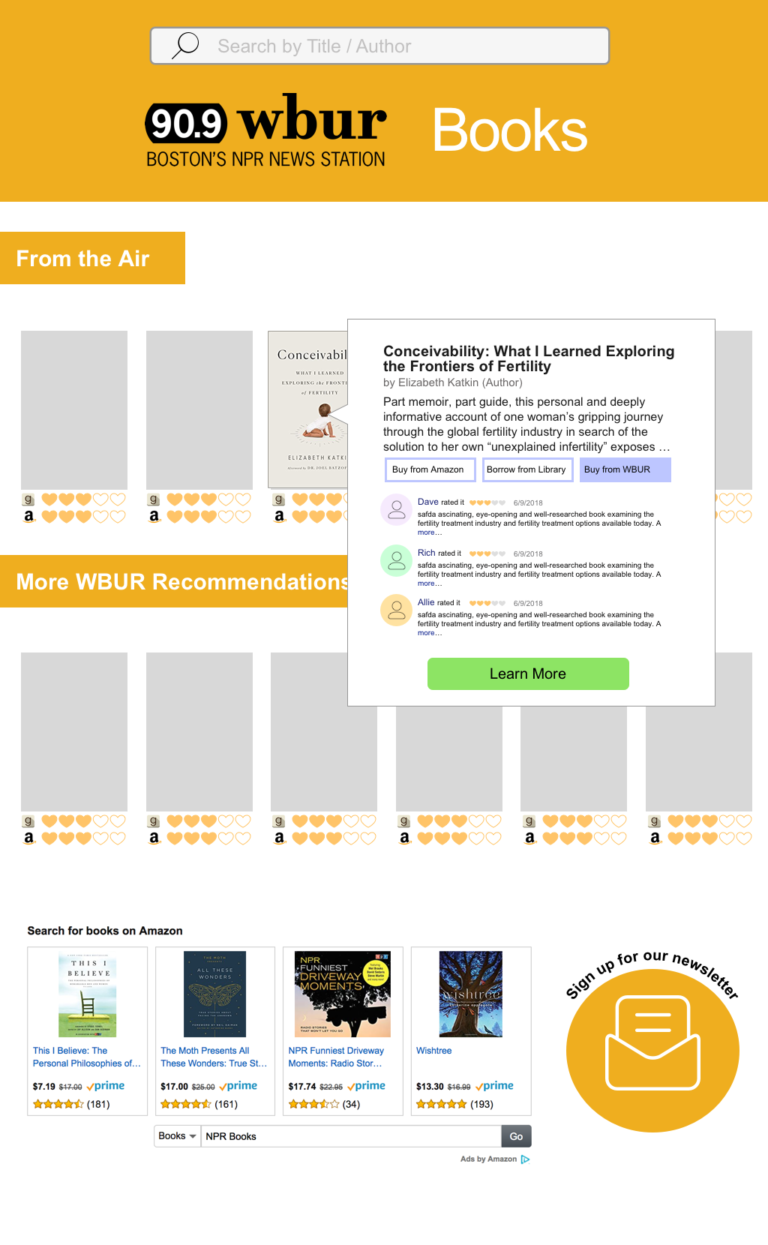 Search by Title / Author
90.9 wbur
BOSTON'S NPR NEWS STATION
Books
From the Air
Conceivabil
WHAT I LEARNED
EXPLORING the FRONTI
of FERTILITY
ELIZABETH KATKI
Conceivability: What I Learned Exploring
the Frontiers of Fertility
by Elizabeth Katkin (Author)
Part memoir, part guide, this personal and deeply
informative account of one woman's gripping journey
through the global fertility industry in search of the
solution to her own “unexplained infertility” exposes …
Buy from Amazon
Borrow from Library
Buy from WBUR
Dave rated it 6/9/2018
safda ascinating, eye-opening and well-researched book examining the
fertility treatment industry and fertility treatment options available today. A
more…
Rich rated it 6/9/2018
safda ascinating, eye-opening and well-researched book examining the
fertility treatment industry and fertility treatment options available today. A
more…
Allie rated it 6/9/2018
safda ascinating, eye-opening and well-researched book examining the
fertility treatment industry and fertility treatment options available today. A
more…
Learn More
g g g
a a a
More WBUR Recommendations
g g g g g g
a a a a a a
Search for books on Amazon
THIS I
BELIEVE
THE MOTH
ALL THESE
WONDERS
NPR
FUNNIEST
DRIVEWAY
MOMENTS
wishtree
This I Believe: The
Personal Philosophies of...
$7.19 $17.00 prime
(181)
The Moth Presents All
These Wonders: True St...
$17.00 $25.00 prime
(161)
NPR Funniest Driveway
Moments: Radio Stor...
$17.74 $22.95 prime
(34)
Wishtree
$13.30 $16.99 prime
(193)
Books NPR Books Go
Ads by Amazon
Sign up for our newsletter